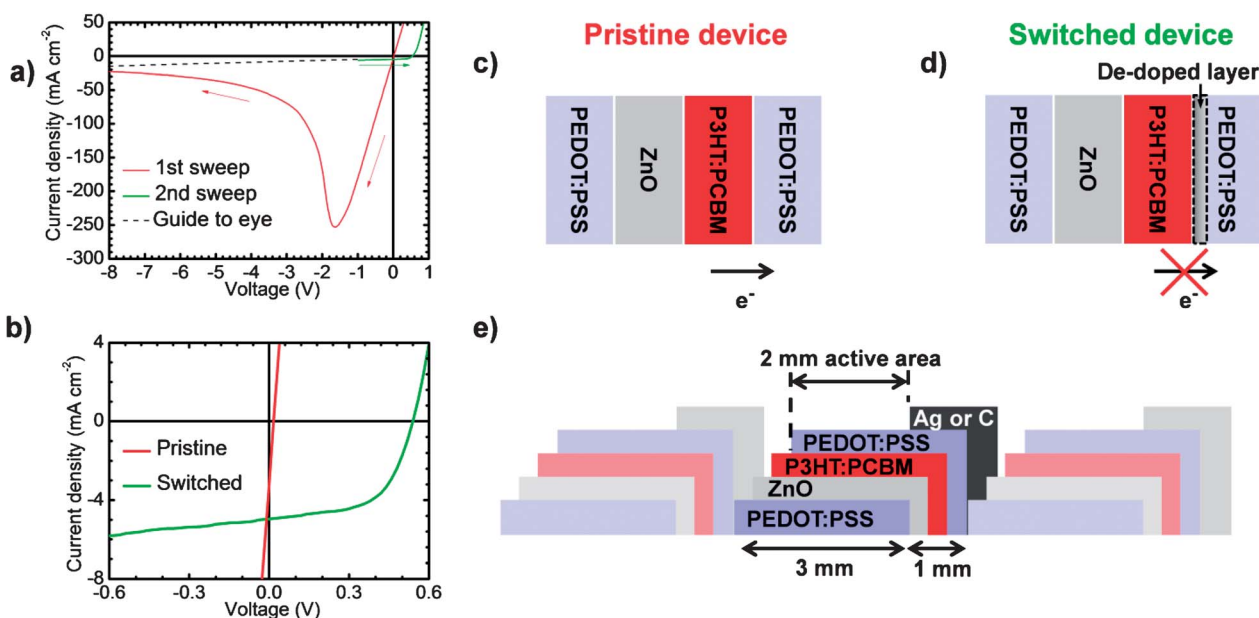 a)
Current density (mA cm-2)
50
0
-50
-100
-150
-200
-250
-300
1st sweep
2nd sweep
Guide to eye
-8 -7 -6 -5 -4 -3 -2 -1 0 1
Voltage (V)
b)
Current density (mA cm-2)
4
0
-4
-8
Pristine
Switched
-0.6 -0.3 0.0 0.3 0.6
Voltage (V)
Pristine device
c)
PEDOT:PSS
ZnO
P3HT:PCBM
PEDOT:PSS
e-
Switched device
d)
De-doped layer
PEDOT:PSS
ZnO
P3HT:PCBM
PEDOT:PSS
e-
e)
2 mm active area
Ag or C
PEDOT:PSS
P3HT:PCBM
ZnO
PEDOT:PSS
3 mm
1 mm